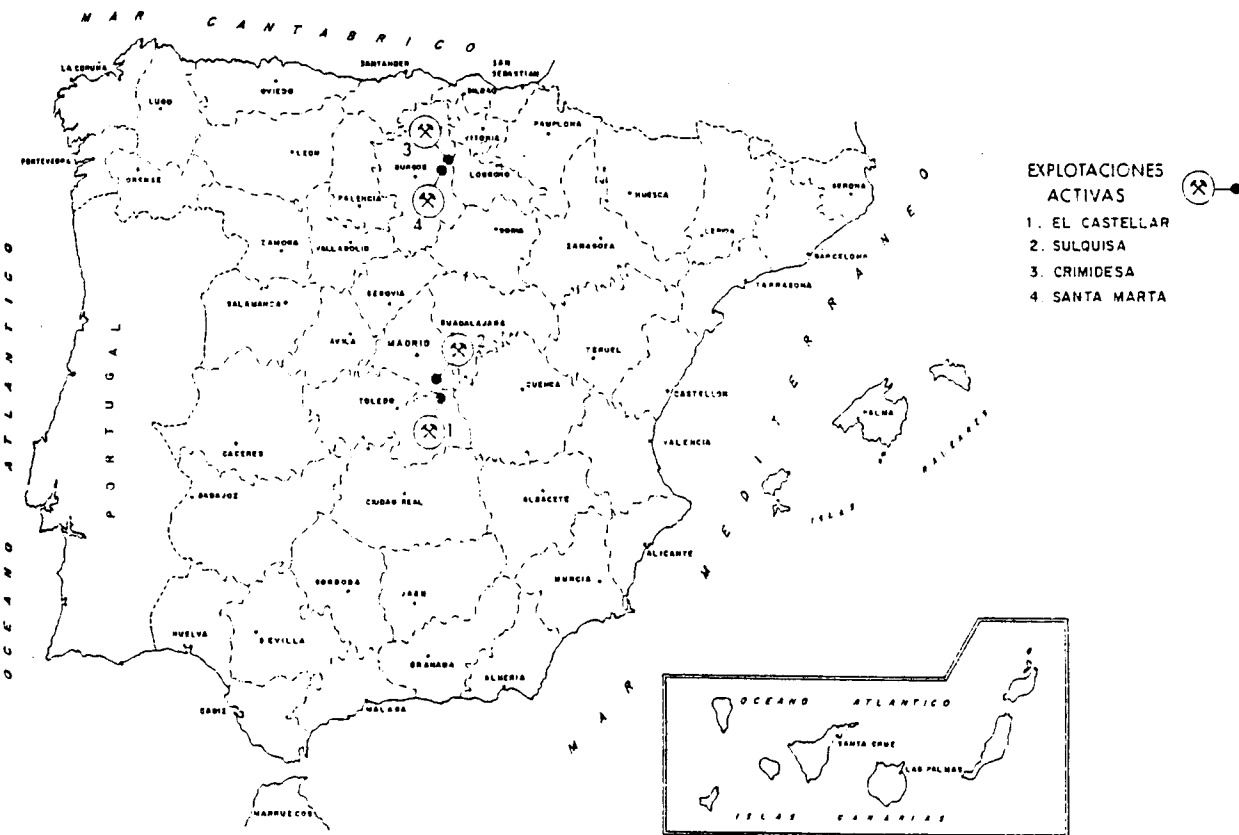 MAR CANTABRICO
LA CORUÑA
SANTANDER
SAN
SEBASTIAN
LUGO
OVIEDO
BILBAO
3
VITORIA
PAMPLONA
PONTEVEDRA
LEON
BURGOS
LOGROÑO
ORENSE
PALENCIA
HUESCA
GERONA
4
ZAMORA
VALLADOLID
SORIA
ZARAGOZA
LERIDA
BARCELONA
SEGOVIA
TARRAGONA
SALAMANCA
GUADALAJARA
AVILA
MADRID
2
TERUEL
CUENCA
CASTELLON
TOLEDO
PALMA
1
CACERES
VALENCIA
BADAJOZ
CIUDAD REAL
ALBACETE
ISLAS BALEARES
ALICANTE
CORDOBA
JAEN
MURCIA
HUELVA
SEVILLA
GRANADA
ALMERIA
CADIZ
MALAGA
MARRUECOS
PORTUGAL
OCEANO ATLANTICO
MAR MEDITERRANEO
EXPLOTACIONES
ACTIVAS
1. EL CASTELLAR
2. SULQUISA
3. CRIMIDESA
4. SANTA MARTA
OCEANO ATLANTICO
SANTA CRUZ
LAS PALMAS
ISLAS CANARIAS